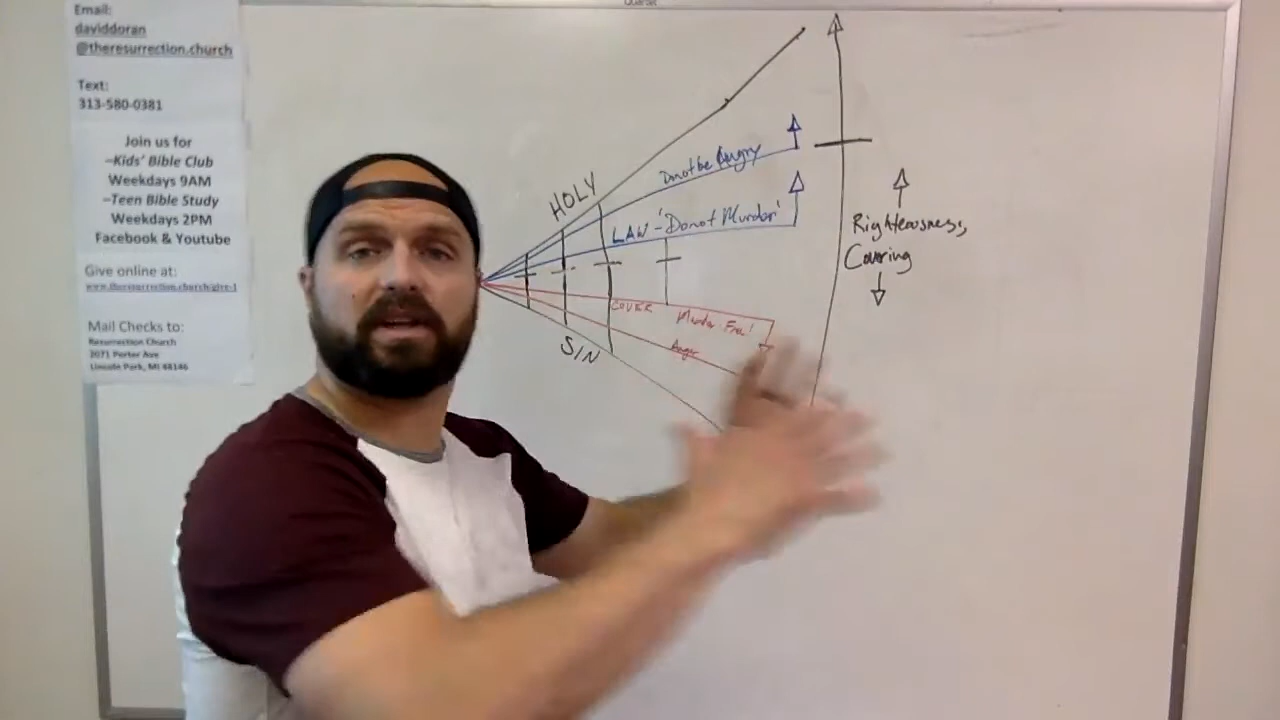 Email:
daviddoran
@theresurrection.church
Text:
313-580-0381
Join us for
–Kids' Bible Club
Weekdays 9AM
–Teen Bible Study
Weekdays 2PM
Facebook & Youtube
Give online at:
www.theresurrection.church/give-1
Mail Checks to:
Resurrection Church
2071 Porter Ave
Lincoln Park, MI 48146
Quartet
Do not be Angry
HOLY
LAW - 'Do not Murder'
Righteousness,
Covering
COVER Murder-Free!
Anger
SIN